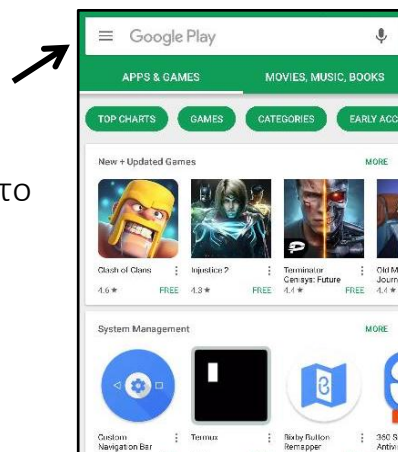 Google Play
APPS & GAMES MOVIES, MUSIC, BOOKS
TOP CHARTS GAMES CATEGORIES EARLY ACC
New + Updated Games MORE
Clash of Clans Injustice 2 Terminator Old M
Genisys: Future Journ
4.6★ FREE 4.3★ FREE 4.4★ FREE 4.4★
το
System Management MORE
Custom Termux Bixby Button 360 S
Navigation Bar Remapper Antivi